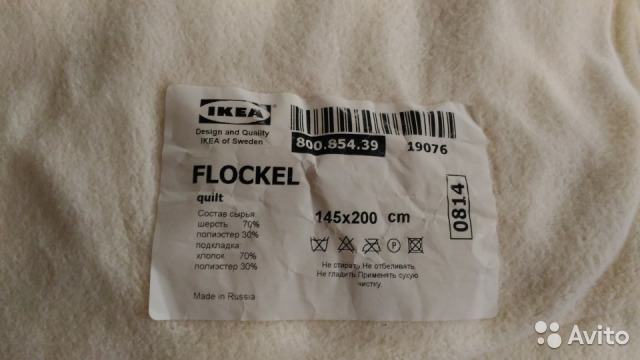 IKEA
Design and Quality
IKEA of Sweden
800.854.39
19076
FLOCKEL
quilt
145x200 cm
0814
Состав сырья
шерсть 70%
полиэстер 30%
подкладка
хлопок 70%
полиэстер 30%
P
Не стирать.Не отбеливать.
Не гладить.Применять сухую
чистку.
Made in Russia
Avito